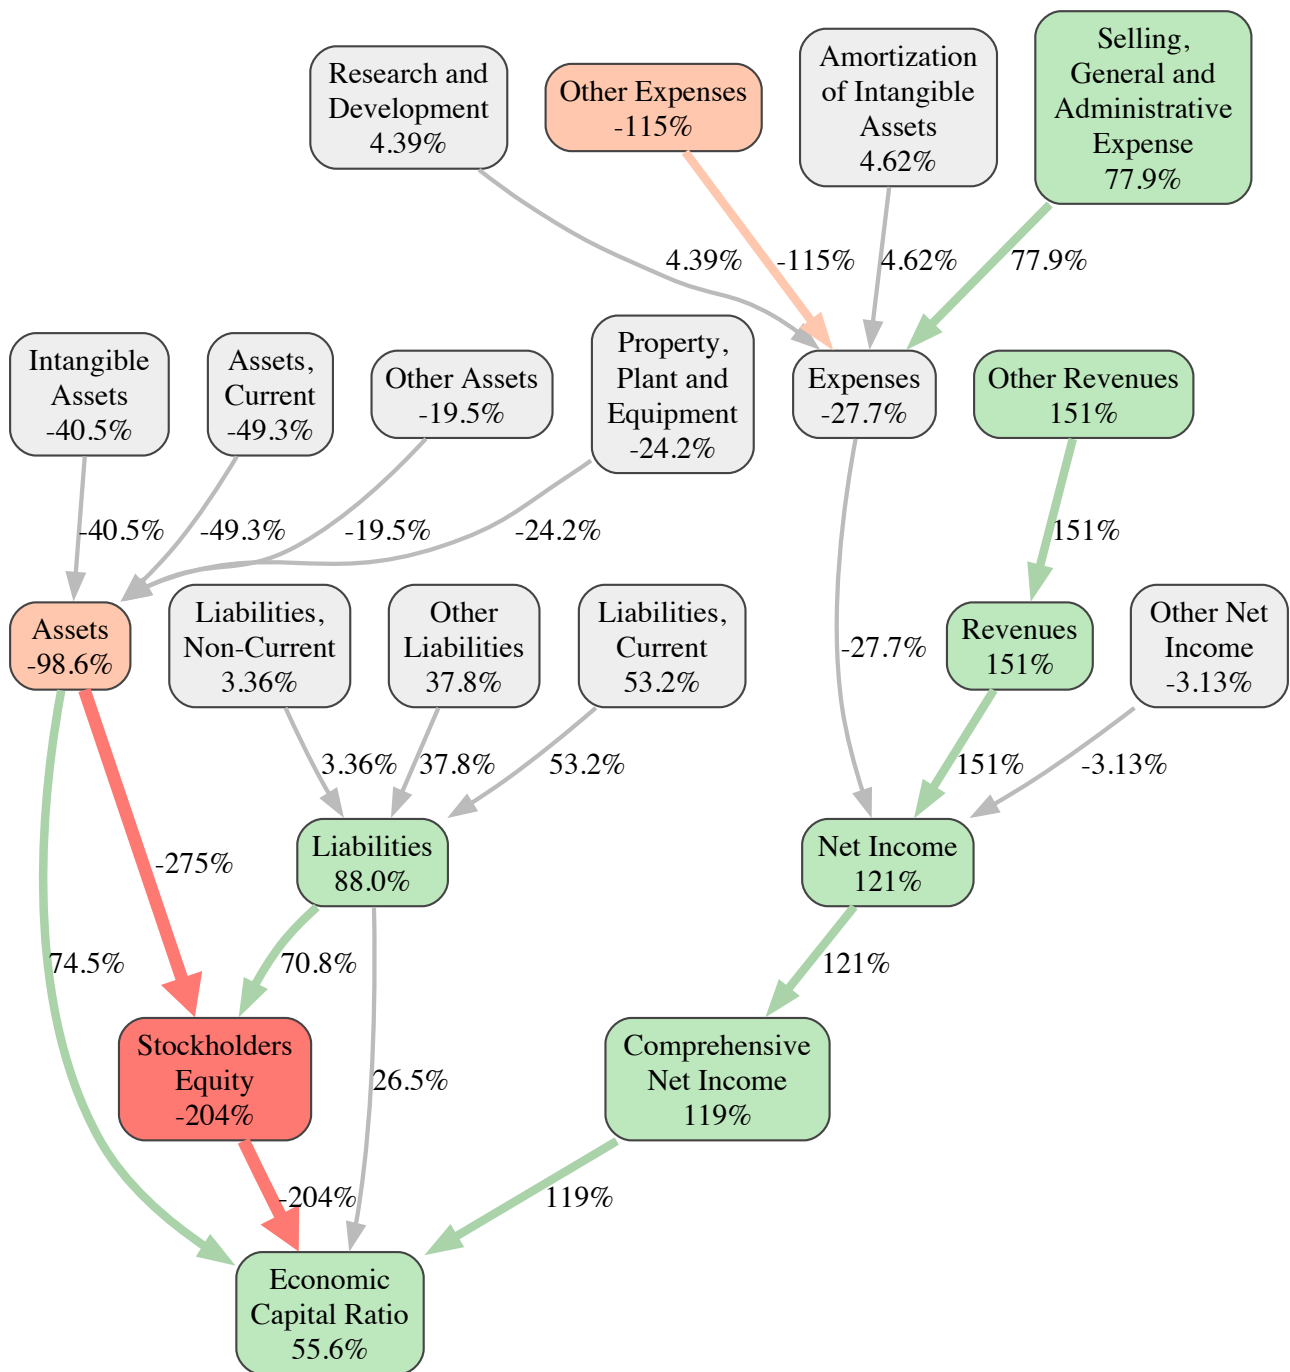 Research and
Development
4.39%
Other Expenses
-115%
Amortization
of Intangible
Assets
4.62%
Selling,
General and
Administrative
Expense
77.9%
4.39%
-115%
4.62%
77.9%
Intangible
Assets
-40.5%
Assets,
Current
-49.3%
Other Assets
-19.5%
Property,
Plant and
Equipment
-24.2%
Expenses
-27.7%
Other Revenues
151%
-40.5%
-49.3%
-19.5%
-24.2%
151%
Assets
-98.6%
Liabilities,
Non-Current
3.36%
Other
Liabilities
37.8%
Liabilities,
Current
53.2%
-27.7%
Revenues
151%
Other Net
Income
-3.13%
3.36%
37.8%
53.2%
151%
-3.13%
-275%
Liabilities
88.0%
Net Income
121%
74.5%
70.8%
121%
Stockholders
Equity
-204%
26.5%
Comprehensive
Net Income
119%
-204%
119%
Economic
Capital Ratio
55.6%